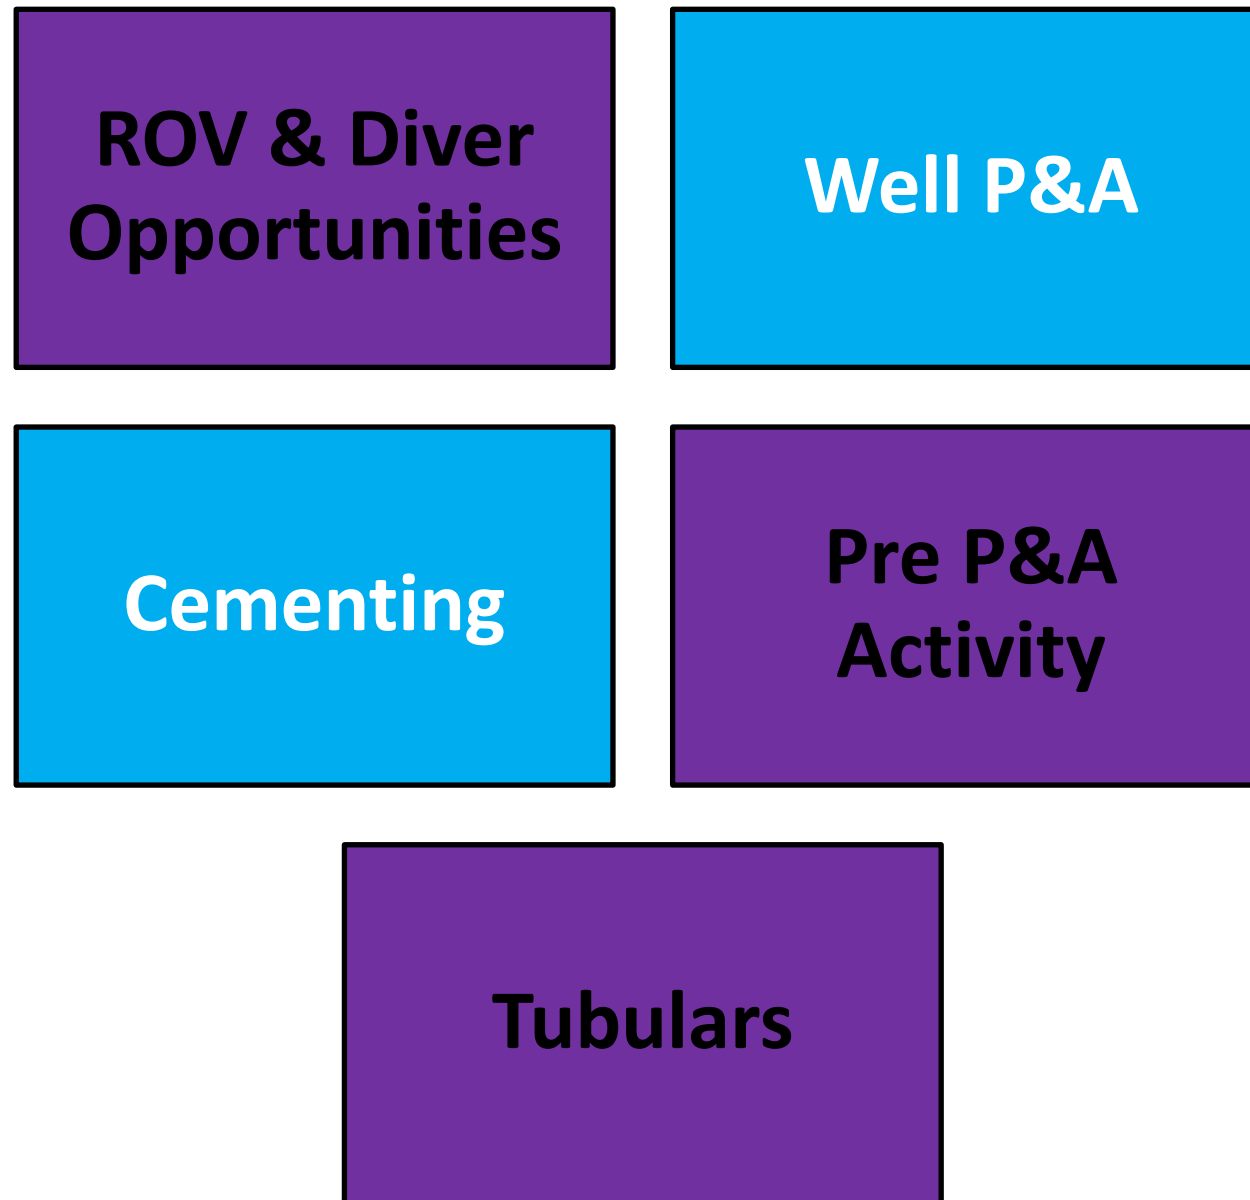 ROV & Diver
Opportunities
Well P&A
Cementing
Pre P&A
Activity
Tubulars